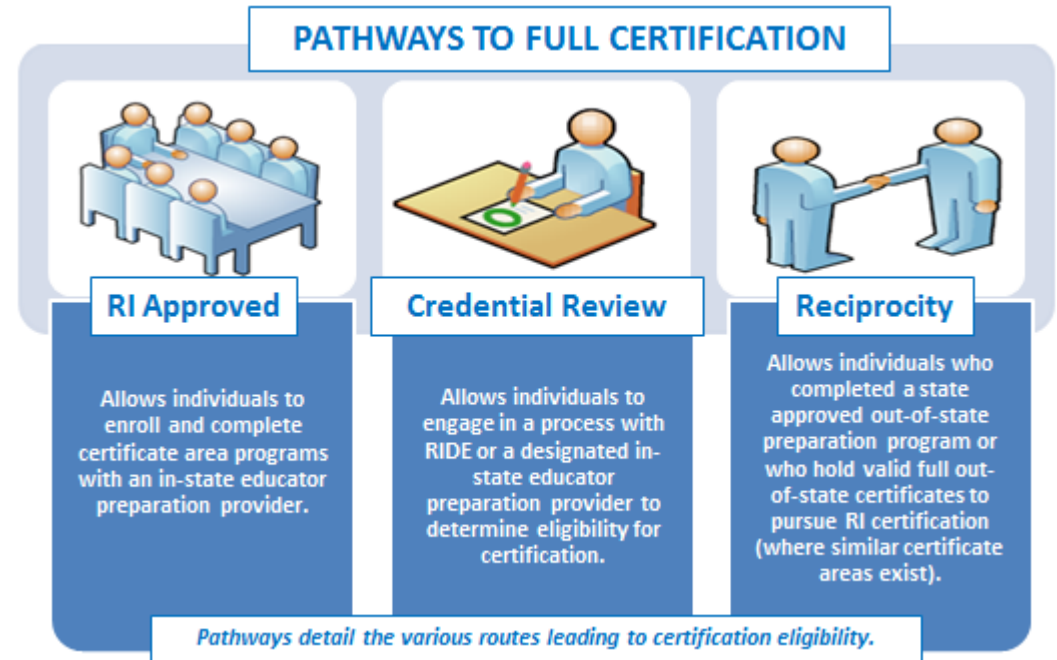 PATHWAYS TO FULL CERTIFICATION
RI Approved
Allows individuals to
enroll and complete
certificate area programs
with an in-state educator
preparation provider.
Credential Review
Allows individuals to
engage in a process with
RIDE or a designated in-
state educator
preparation provider to
determine eligibility for
certification.
Reciprocity
Allows individuals who
completed a state
approved out-of-state
preparation program or
who hold valid full out-
of-state certificates to
pursue RI certification
(where similar certificate
areas exist).
Pathways detail the various routes leading to certification eligibility.